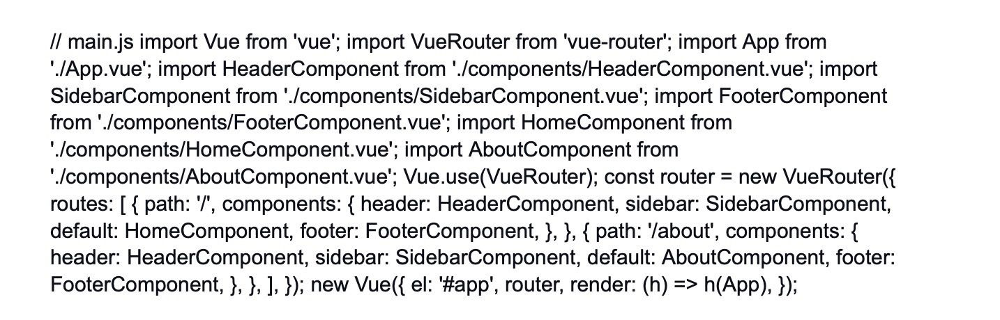 // main.js import Vue from 'vue'; import VueRouter from 'vue-router'; import App from
'./App.vue'; import HeaderComponent from './components/HeaderComponent.vue'; import
SidebarComponent from './components/SidebarComponent.vue'; import FooterComponent
from './components/FooterComponent.vue'; import HomeComponent from
'./components/HomeComponent.vue'; import AboutComponent from
'./components/AboutComponent.vue'; Vue.use(VueRouter); const router = new VueRouter({
routes: [ { path: '/', components: { header: HeaderComponent, sidebar: SidebarComponent,
default: HomeComponent, footer: FooterComponent, }, }, { path: '/about', components: {
header: HeaderComponent, sidebar: SidebarComponent, default: AboutComponent, footer:
FooterComponent, }, }, ], }); new Vue({ el: '#app', router, render: (h) => h(App), });